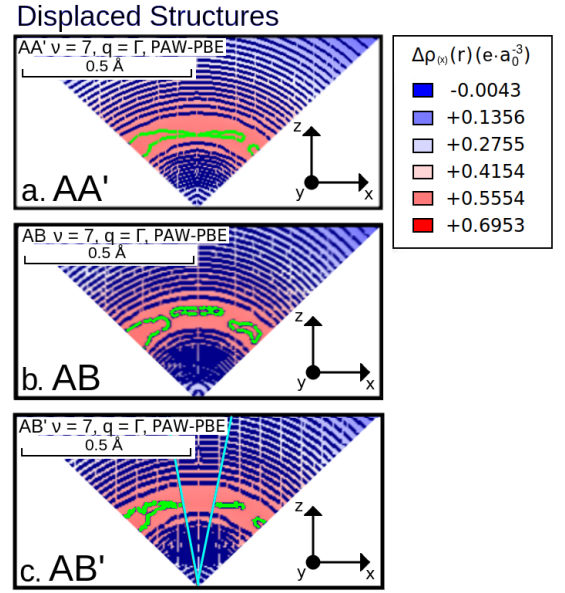 Displaced Structures
AA' ν = 7, q = Γ, PAW-PBE
0.5 Å
z
y
x
a. AA'
AB ν = 7, q = Γ, PAW-PBE
0.5 Å
z
y
x
b. AB
AB' ν = 7, q = Γ, PAW-PBE
0.5 Å
z
y
x
c. AB'
Δρ₍ₓ₎(r)(e·a₀⁻³)
-0.0043
+0.1356
+0.2755
+0.4154
+0.5554
+0.6953